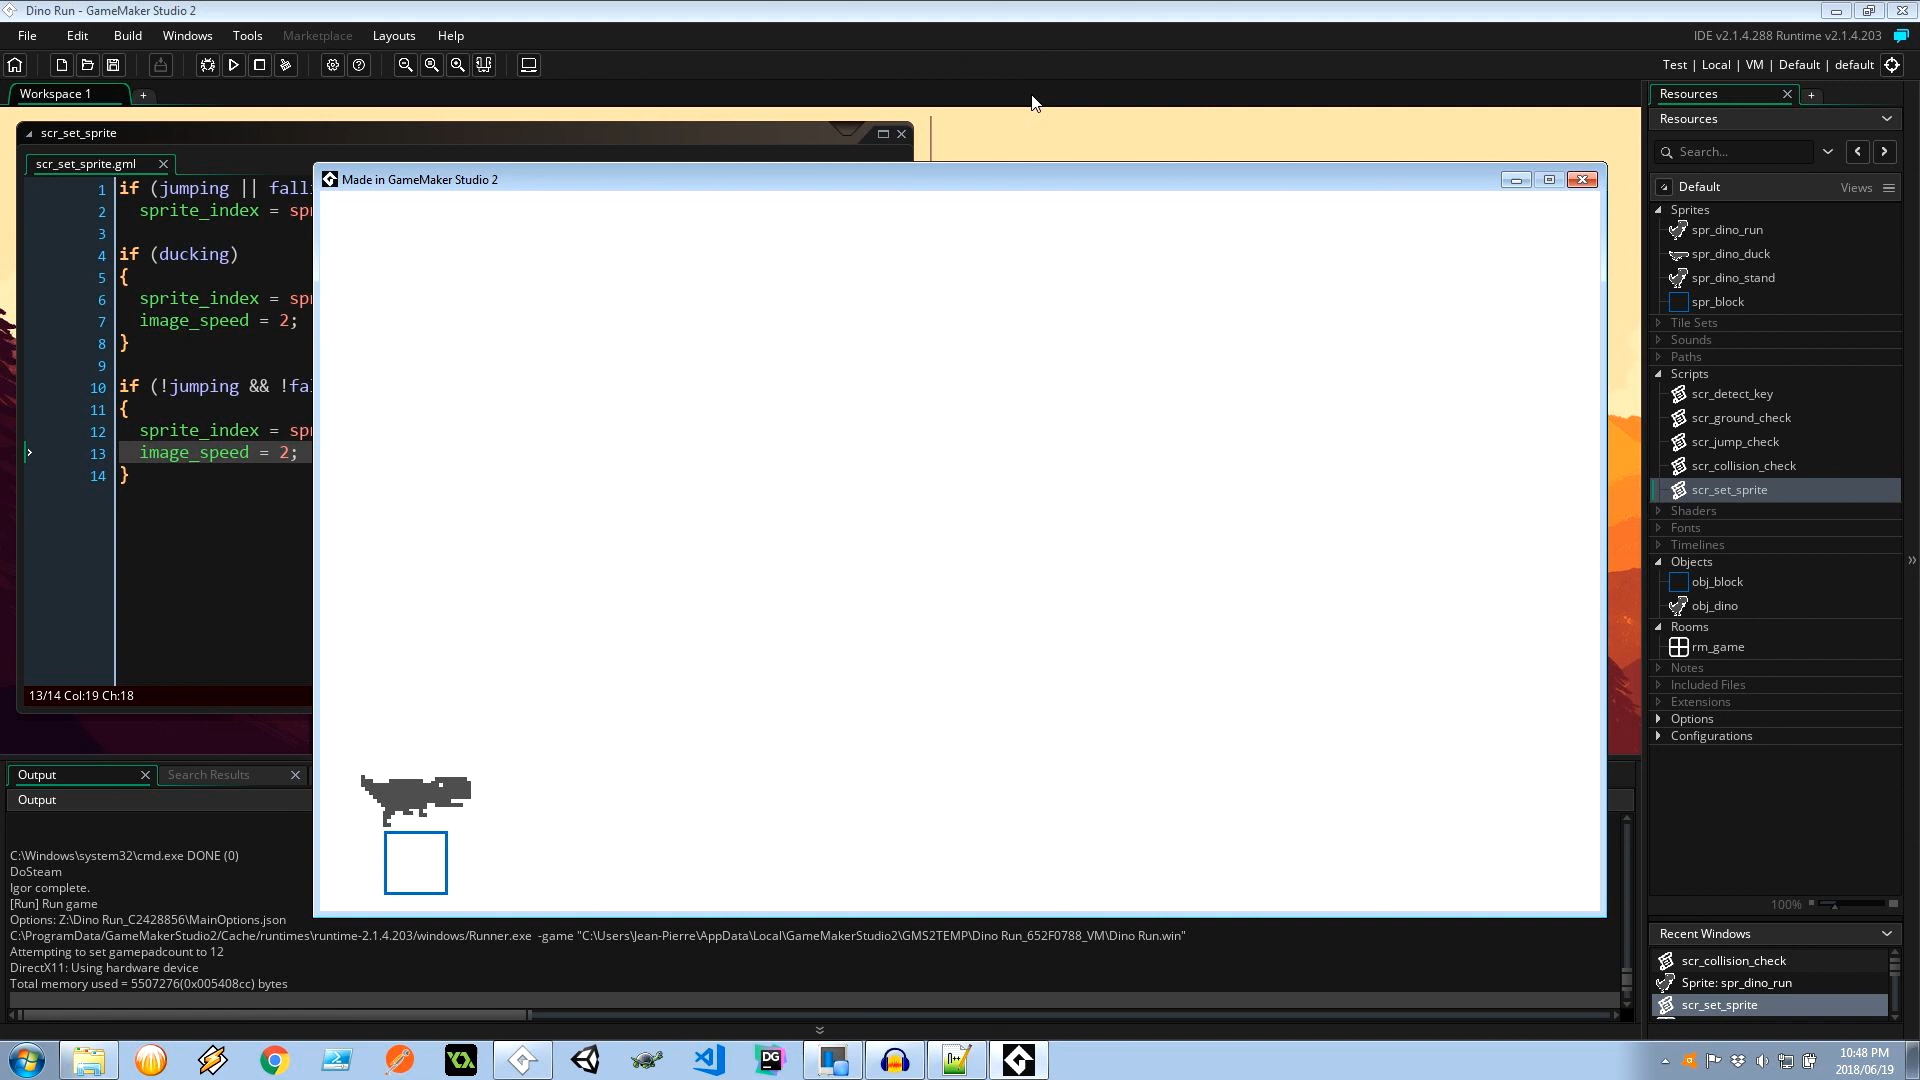 Dino Run - GameMaker Studio 2
File Edit Build Windows Tools Marketplace Layouts Help
IDE v2.1.4.288 Runtime v2.1.4.203
Test | Local | VM | Default | default
Workspace 1
scr_set_sprite
scr_set_sprite.gml
1 if (jumping || falli
2 sprite_index = spr
3
4 if (ducking)
5 {
6 sprite_index = spr
7 image_speed = 2;
8 }
9
10 if (!jumping && !fal
11 {
12 sprite_index = spr
13 image_speed = 2;
14 }
13/14 Col:19 Ch:18
Made in GameMaker Studio 2
Resources
Resources
Search...
Default Views
Sprites
spr_dino_run
spr_dino_duck
spr_dino_stand
spr_block
Tile Sets
Sounds
Paths
Scripts
scr_detect_key
scr_ground_check
scr_jump_check
scr_collision_check
scr_set_sprite
Shaders
Fonts
Timelines
Objects
obj_block
obj_dino
Rooms
rm_game
Notes
Included Files
Extensions
Options
Configurations
100%
Recent Windows
scr_collision_check
Sprite: spr_dino_run
scr_set_sprite
Output Search Results
Output
C:\Windows\system32\cmd.exe DONE (0)
DoSteam
Igor complete.
[Run] Run game
Options: Z:\Dino Run_C2428856\MainOptions.json
C:\ProgramData/GameMakerStudio2/Cache/runtimes\runtime-2.1.4.203/windows/Runner.exe -game "C:\Users\Jean-Pierre\AppData\Local\GameMakerStudio2\GMS2TEMP\Dino Run_652F0788_VM\Dino Run.win"
Attempting to set gamepadcount to 12
DirectX11: Using hardware device
Total memory used = 5507276(0x005408cc) bytes
DG
10:48 PM
2018/06/19